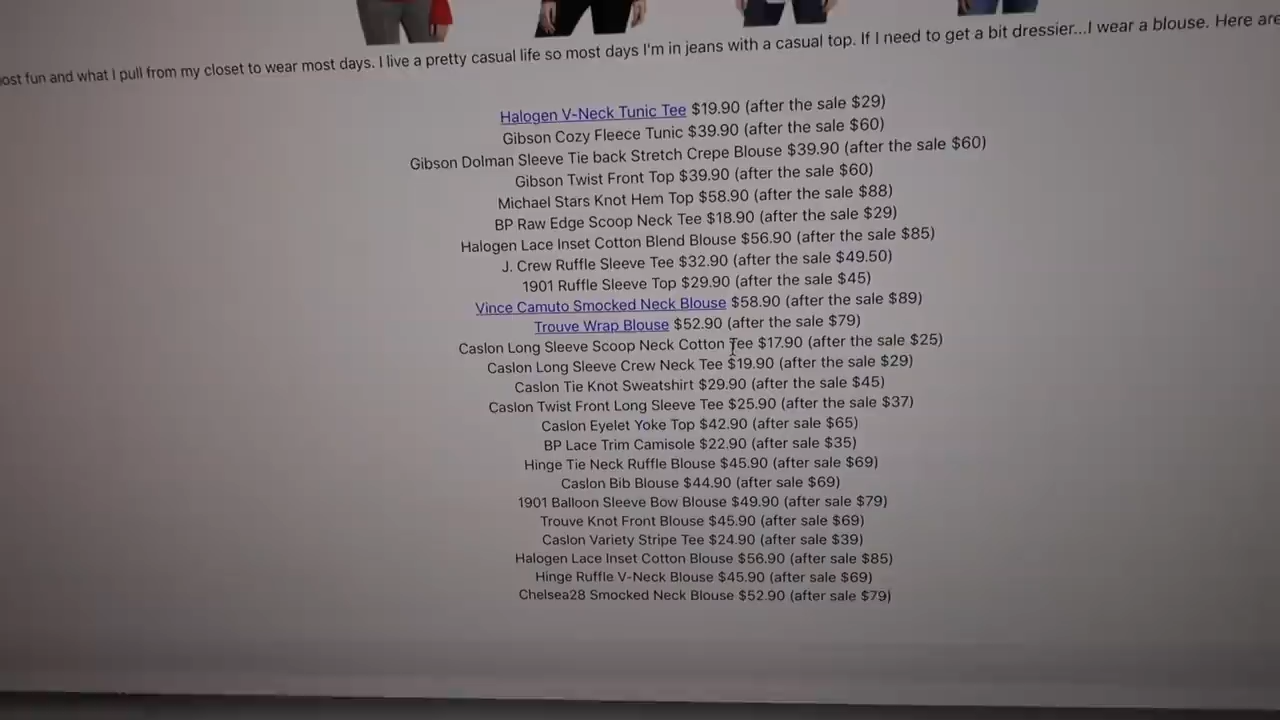 ost fun and what I pull from my closet to wear most days. I live a pretty casual life so most days I'm in jeans with a casual top. If I need to get a bit dressier...I wear a blouse. Here are
Halogen V-Neck Tunic Tee $19.90 (after the sale $29)
Gibson Cozy Fleece Tunic $39.90 (after the sale $60)
Gibson Dolman Sleeve Tie back Stretch Crepe Blouse $39.90 (after the sale $60)
Gibson Twist Front Top $39.90 (after the sale $60)
Michael Stars Knot Hem Top $58.90 (after the sale $88)
BP Raw Edge Scoop Neck Tee $18.90 (after the sale $29)
Halogen Lace Inset Cotton Blend Blouse $56.90 (after the sale $85)
J. Crew Ruffle Sleeve Tee $32.90 (after the sale $49.50)
1901 Ruffle Sleeve Top $29.90 (after the sale $45)
Vince Camuto Smocked Neck Blouse $58.90 (after the sale $89)
Trouve Wrap Blouse $52.90 (after the sale $79)
Caslon Long Sleeve Scoop Neck Cotton Tee $17.90 (after the sale $25)
Caslon Long Sleeve Crew Neck Tee $19.90 (after the sale $29)
Caslon Tie Knot Sweatshirt $29.90 (after the sale $45)
Caslon Twist Front Long Sleeve Tee $25.90 (after the sale $37)
Caslon Eyelet Yoke Top $42.90 (after the sale $65)
BP Lace Trim Camisole $22.90 (after the sale $35)
Hinge Tie Neck Ruffle Blouse $45.90 (after the sale $69)
Caslon Bib Blouse $44.90 (after the sale $69)
1901 Balloon Sleeve Bow Blouse $49.90 (after the sale $79)
Trouve Knot Front Blouse $45.90 (after the sale $69)
Caslon Variety Stripe Tee $24.90 (after the sale $39)
Halogen Lace Inset Cotton Blouse $56.90 (after the sale $85)
Hinge Ruffle V-Neck Blouse $45.90 (after the sale $69)
Chelsea28 Smocked Neck Blouse $52.90 (after the sale $79)